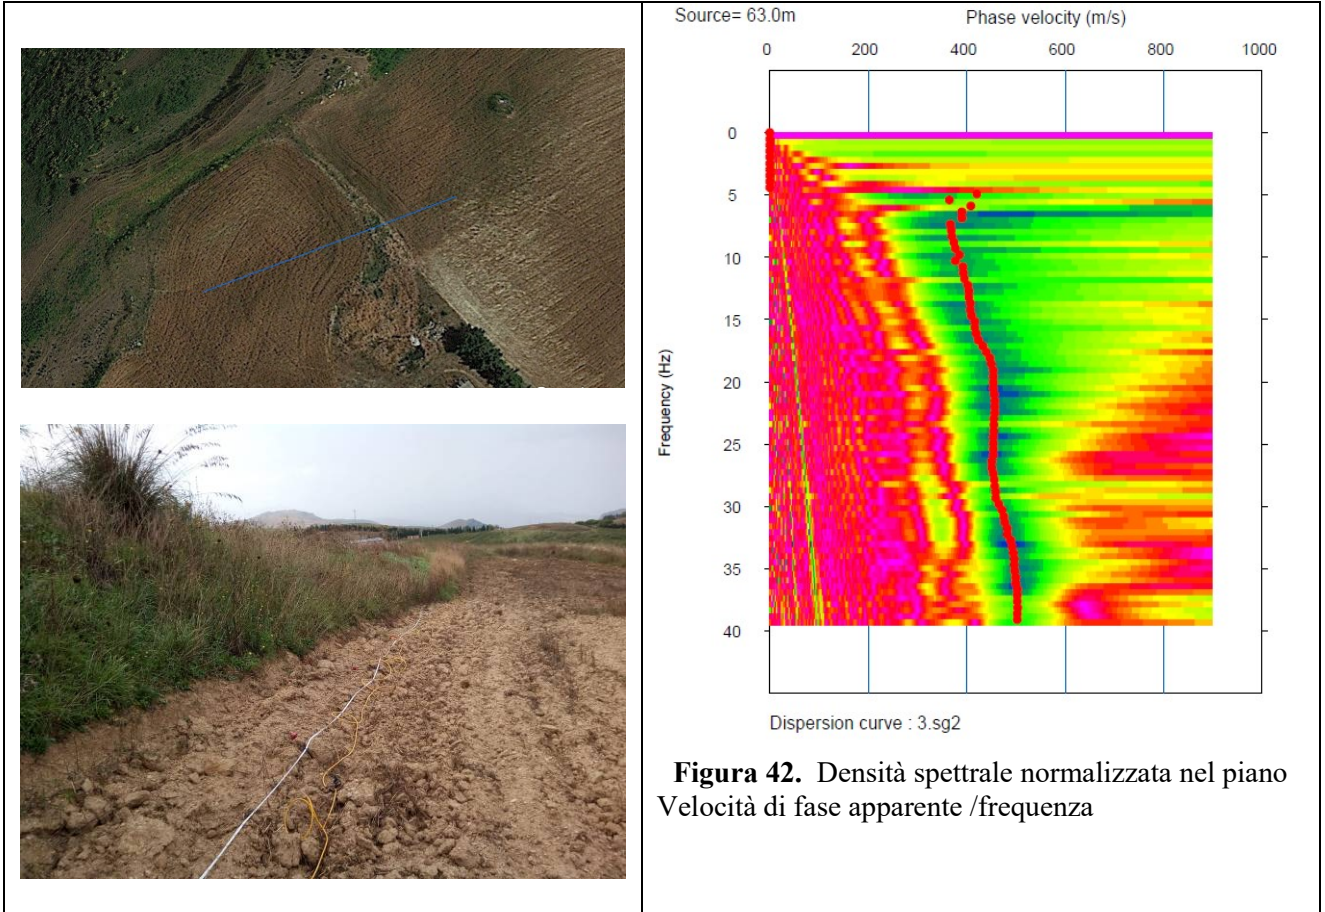 Source= 63.0m
Phase velocity (m/s)
0 200 400 600 800 1000
0
5
10
15
20
25
30
35
40
Frequency (Hz)
Dispersion curve : 3.sg2
Figura 42. Densità spettrale normalizzata nel piano
Velocità di fase apparente /frequenza